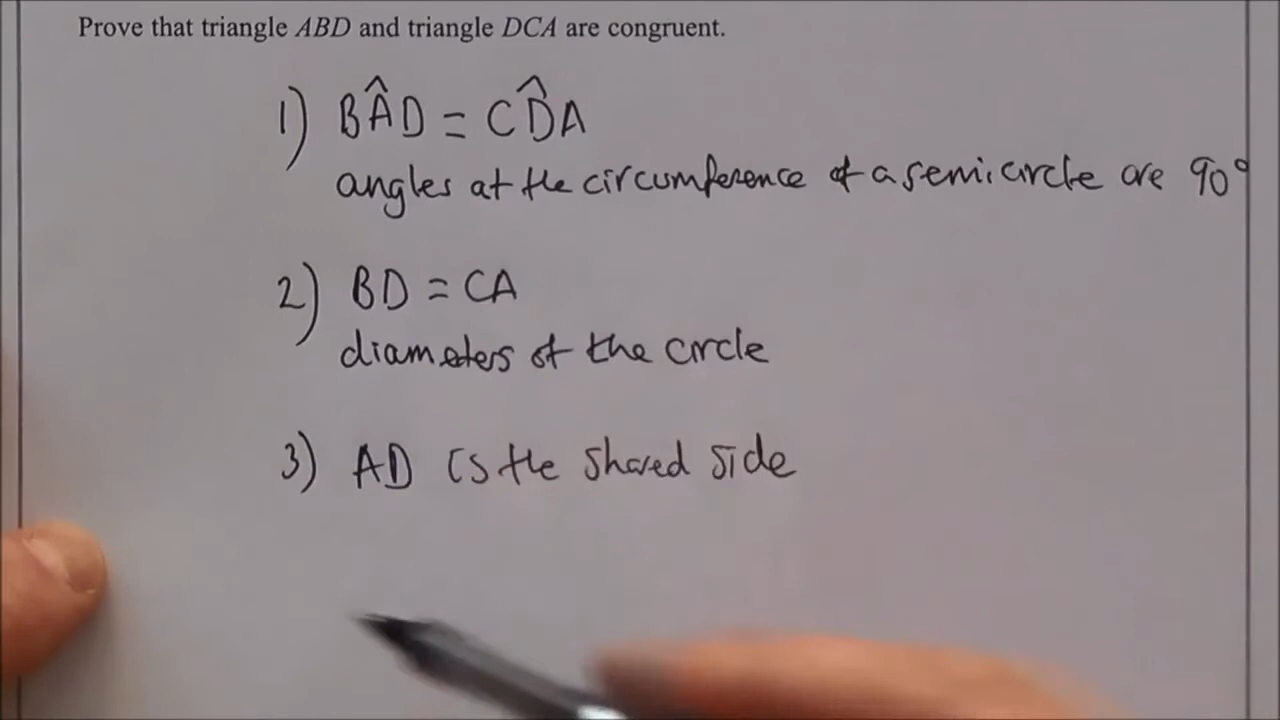 Prove that triangle ABD and triangle DCA are congruent.
1) BÂD = CD̂A
angles at the circumference of a semicircle are 90°
2) BD = CA
diameters of the circle
3) AD is the shared side